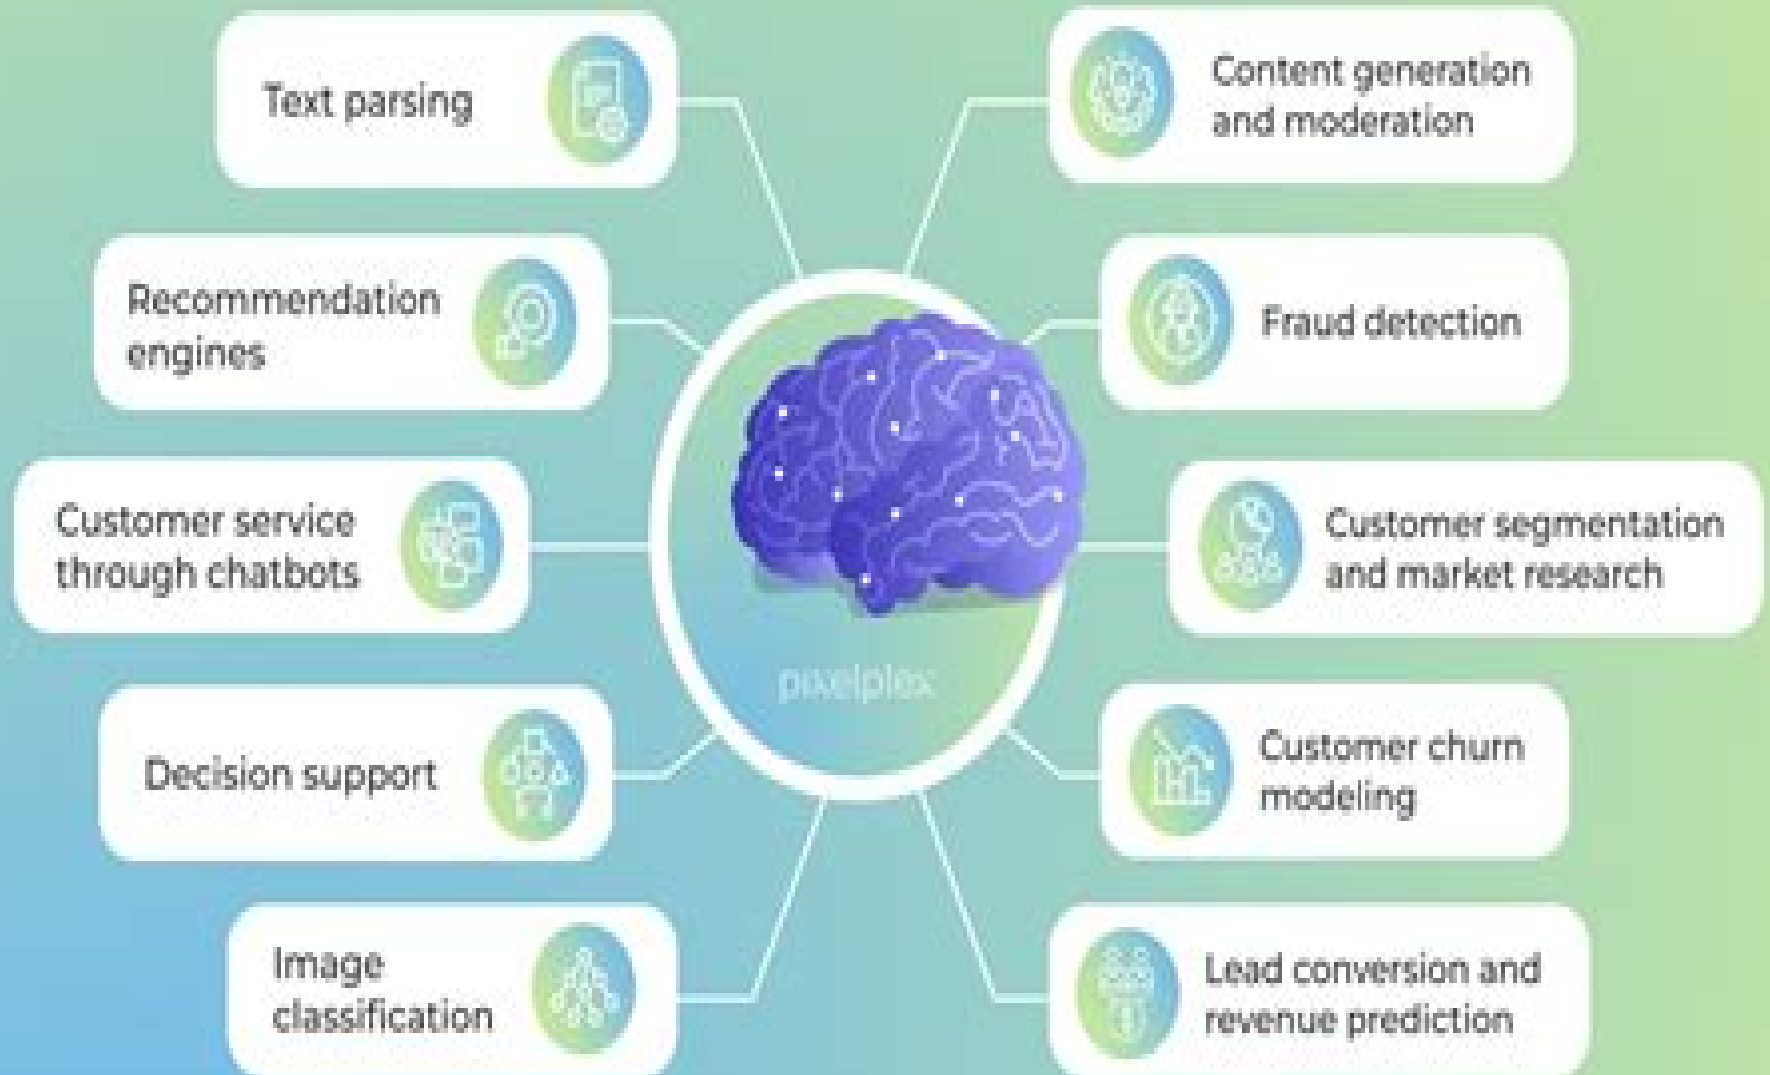 Text parsing
Recommendation
engines
Customer service
through chatbots
Decision support
Image
classification
Content generation
and moderation
Fraud detection
Customer segmentation
and market research
Customer churn
modeling
Lead conversion and
revenue prediction
pixelplex